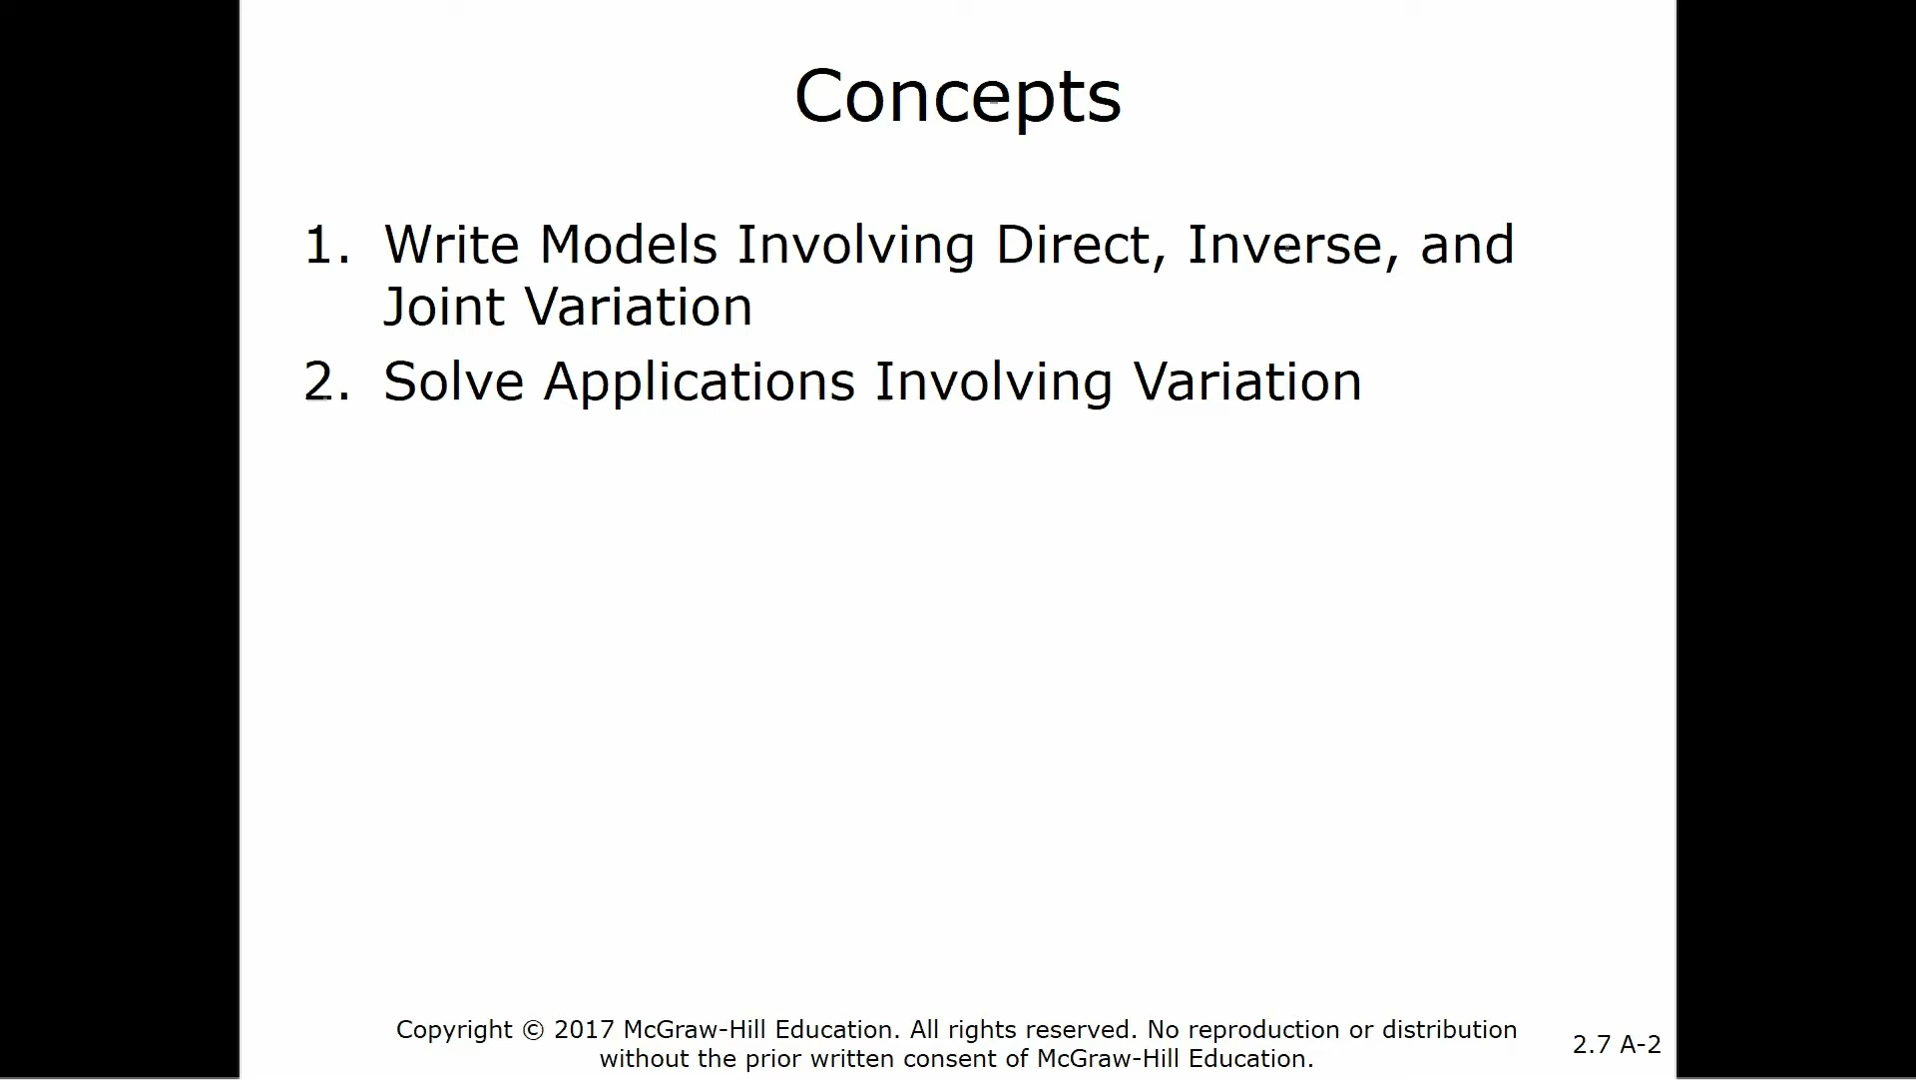 Concepts
1. Write Models Involving Direct, Inverse, and
Joint Variation
2. Solve Applications Involving Variation
Copyright © 2017 McGraw-Hill Education. All rights reserved. No reproduction or distribution
without the prior written consent of McGraw-Hill Education.
2.7 A-2